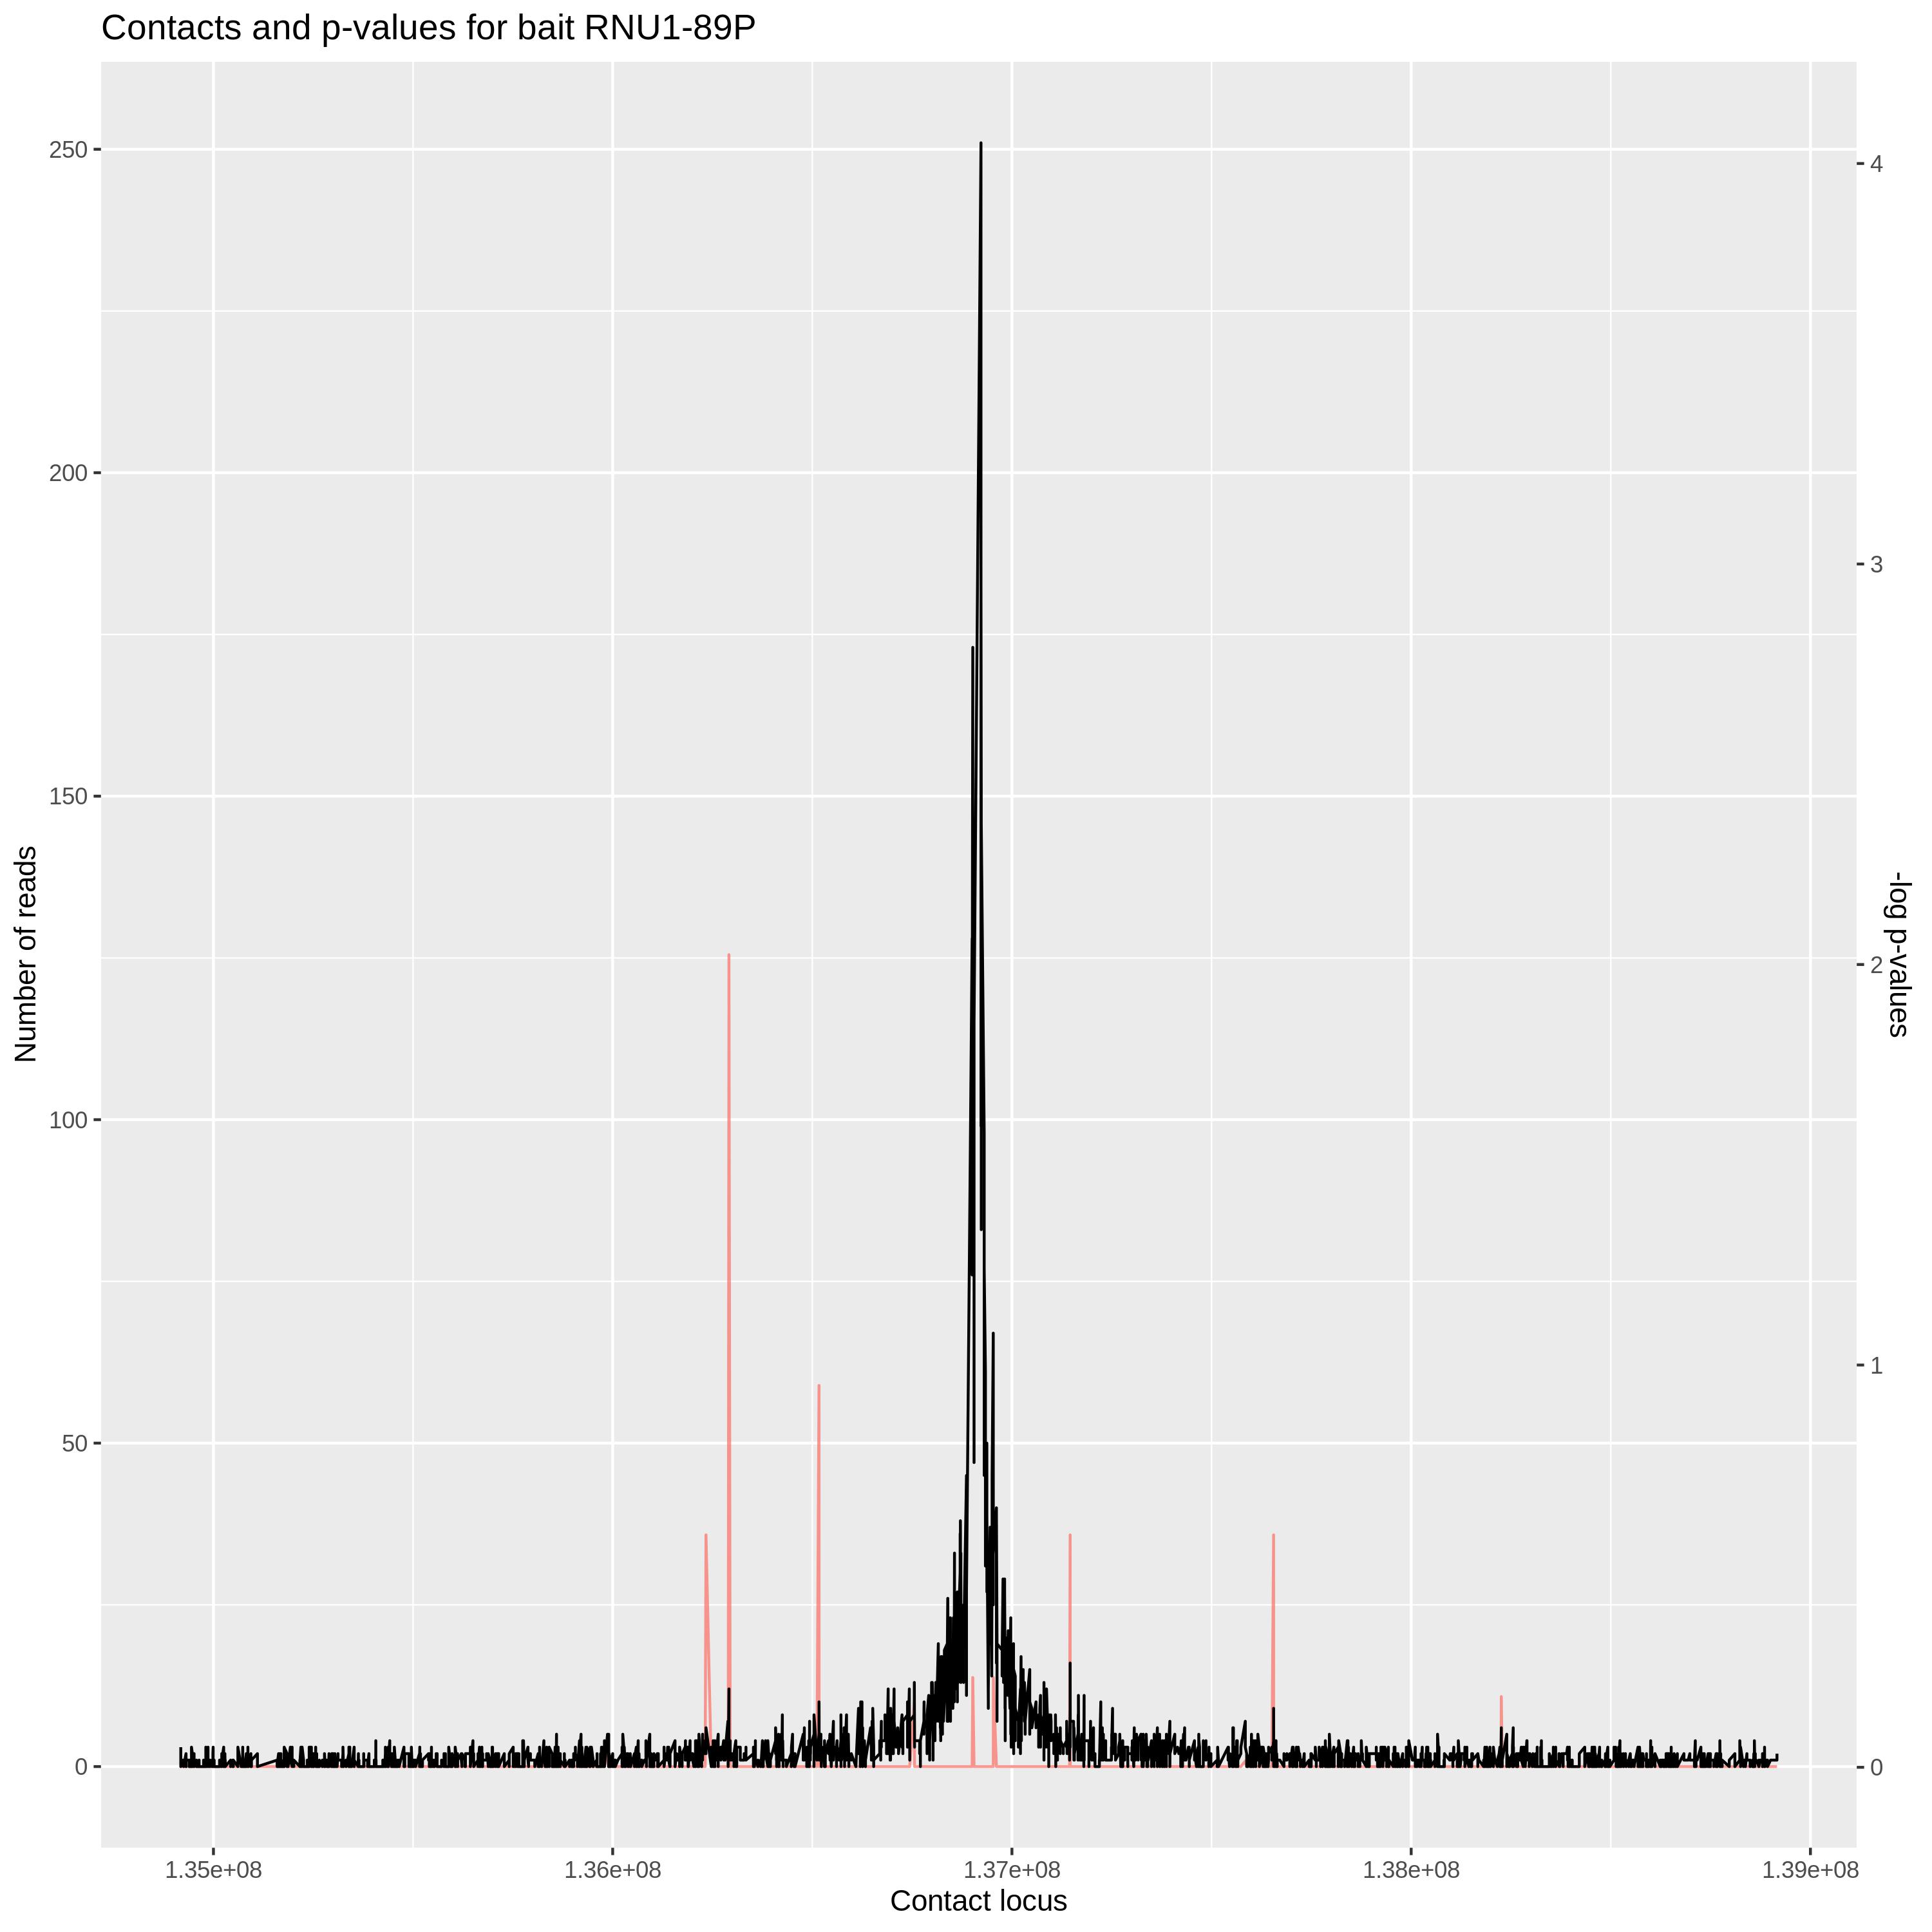 Contacts and p-values for bait RNU1-89P
250
200
150
100
50
0
Number of reads
4
3
2
1
0
-log p-values
1.35e+08
1.36e+08
1.37e+08
1.38e+08
1.39e+08
Contact locus